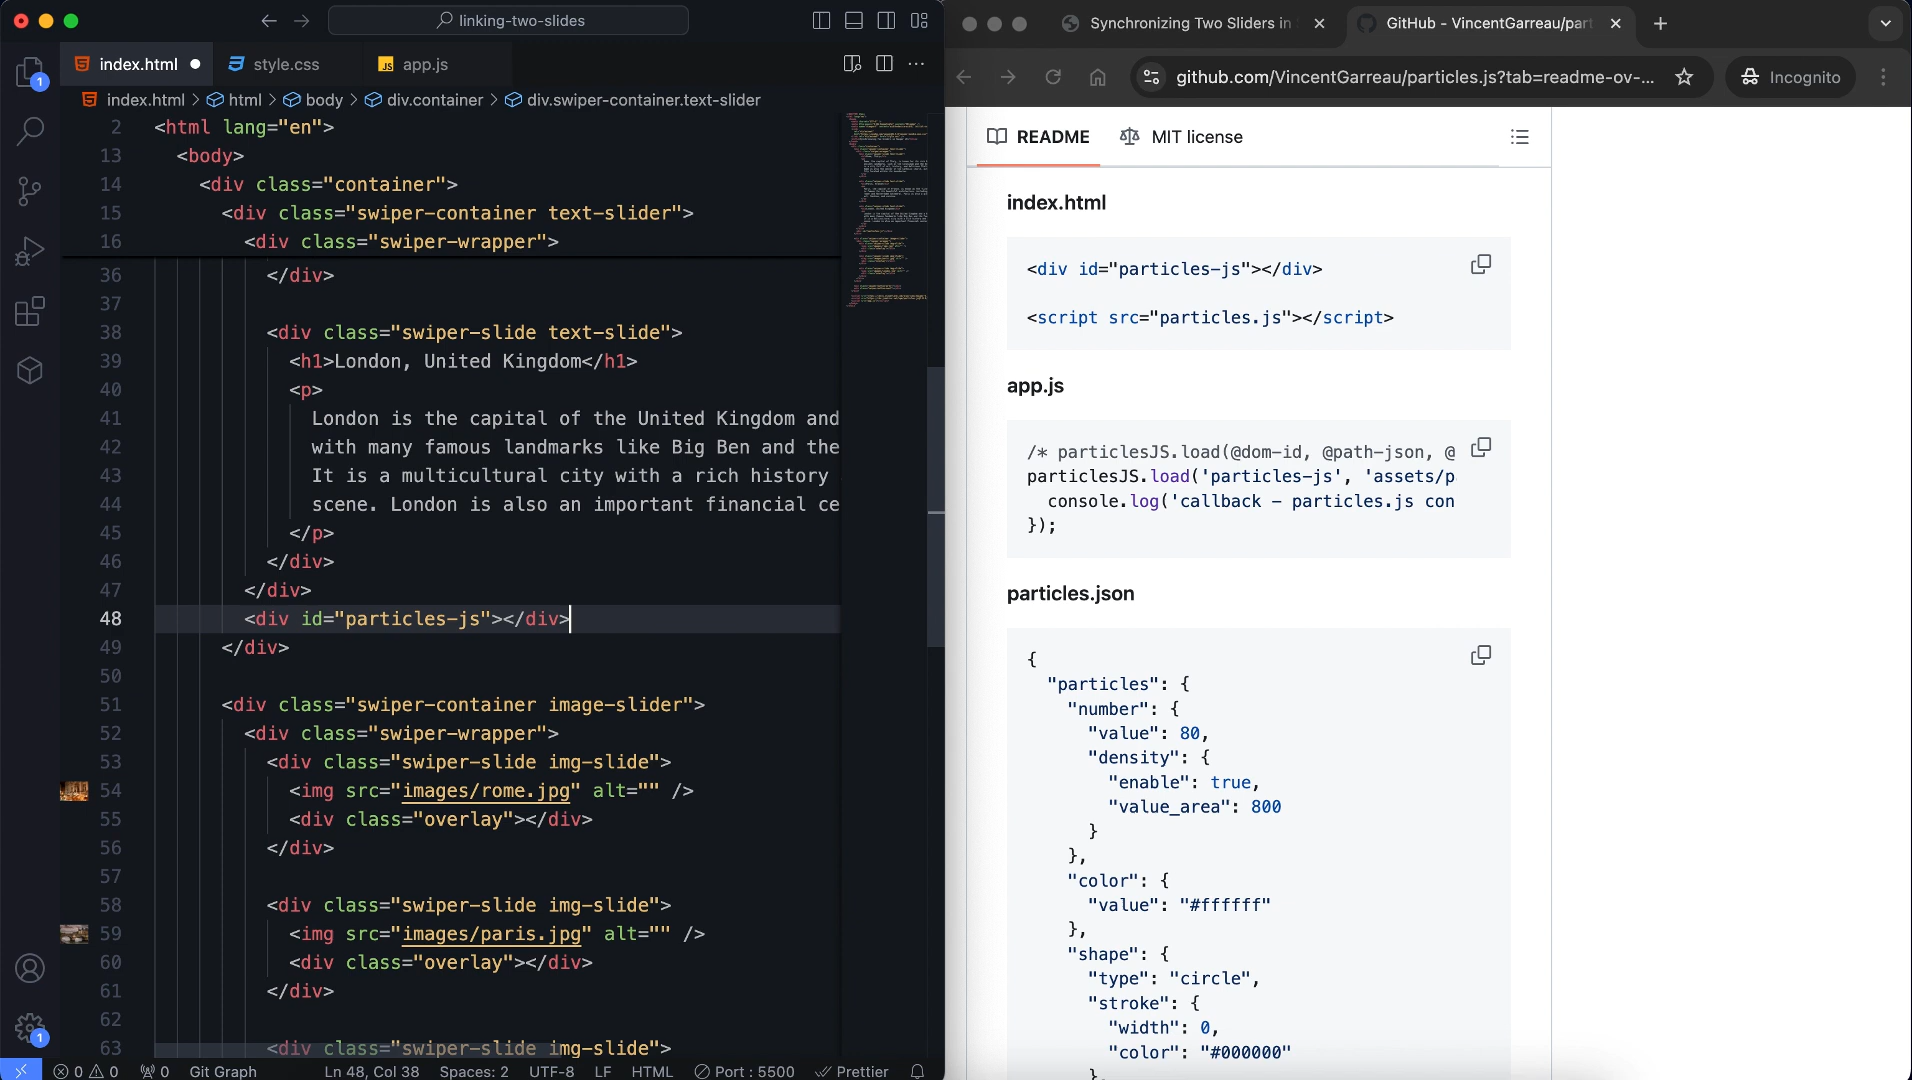 linking-two-slides
index.html
style.css
JS app.js
index.html > html > body > div.container > div.swiper-container.text-slider
2 <html lang="en">
13 <body>
14 <div class="container">
15 <div class="swiper-container text-slider">
16 <div class="swiper-wrapper">
36 </div>
37
38 <div class="swiper-slide text-slide">
39 <h1>London, United Kingdom</h1>
40 <p>
41 London is the capital of the United Kingdom and
42 with many famous landmarks like Big Ben and the
43 It is a multicultural city with a rich history
44 scene. London is also an important financial ce
45 </p>
46 </div>
47 </div>
48 <div id="particles-js"></div>
49 </div>
50
51 <div class="swiper-container image-slider">
52 <div class="swiper-wrapper">
53 <div class="swiper-slide img-slide">
54 <img src="images/rome.jpg" alt="" />
55 <div class="overlay"></div>
56 </div>
57
58 <div class="swiper-slide img-slide">
59 <img src="images/paris.jpg" alt="" />
60 <div class="overlay"></div>
61 </div>
62
63 <div class="swiper-slide img-slide">
1
1
0 0 0 Git Graph Ln 48, Col 38 Spaces: 2 UTF-8 LF HTML Port : 5500 Prettier
Synchronizing Two Sliders in
GitHub - VincentGarreau/part
github.com/VincentGarreau/particles.js?tab=readme-ov-...
Incognito
README
MIT license
index.html
<div id="particles-js"></div>
<script src="particles.js"></script>
app.js
/* particlesJS.load(@dom-id, @path-json, @
particlesJS.load('particles-js', 'assets/p
console.log('callback - particles.js con
});
particles.json
{
"particles": {
"number": {
"value": 80,
"density": {
"enable": true,
"value_area": 800
}
},
"color": {
"value": "#ffffff"
},
"shape": {
"type": "circle",
"stroke": {
"width": 0,
"color": "#000000"
},